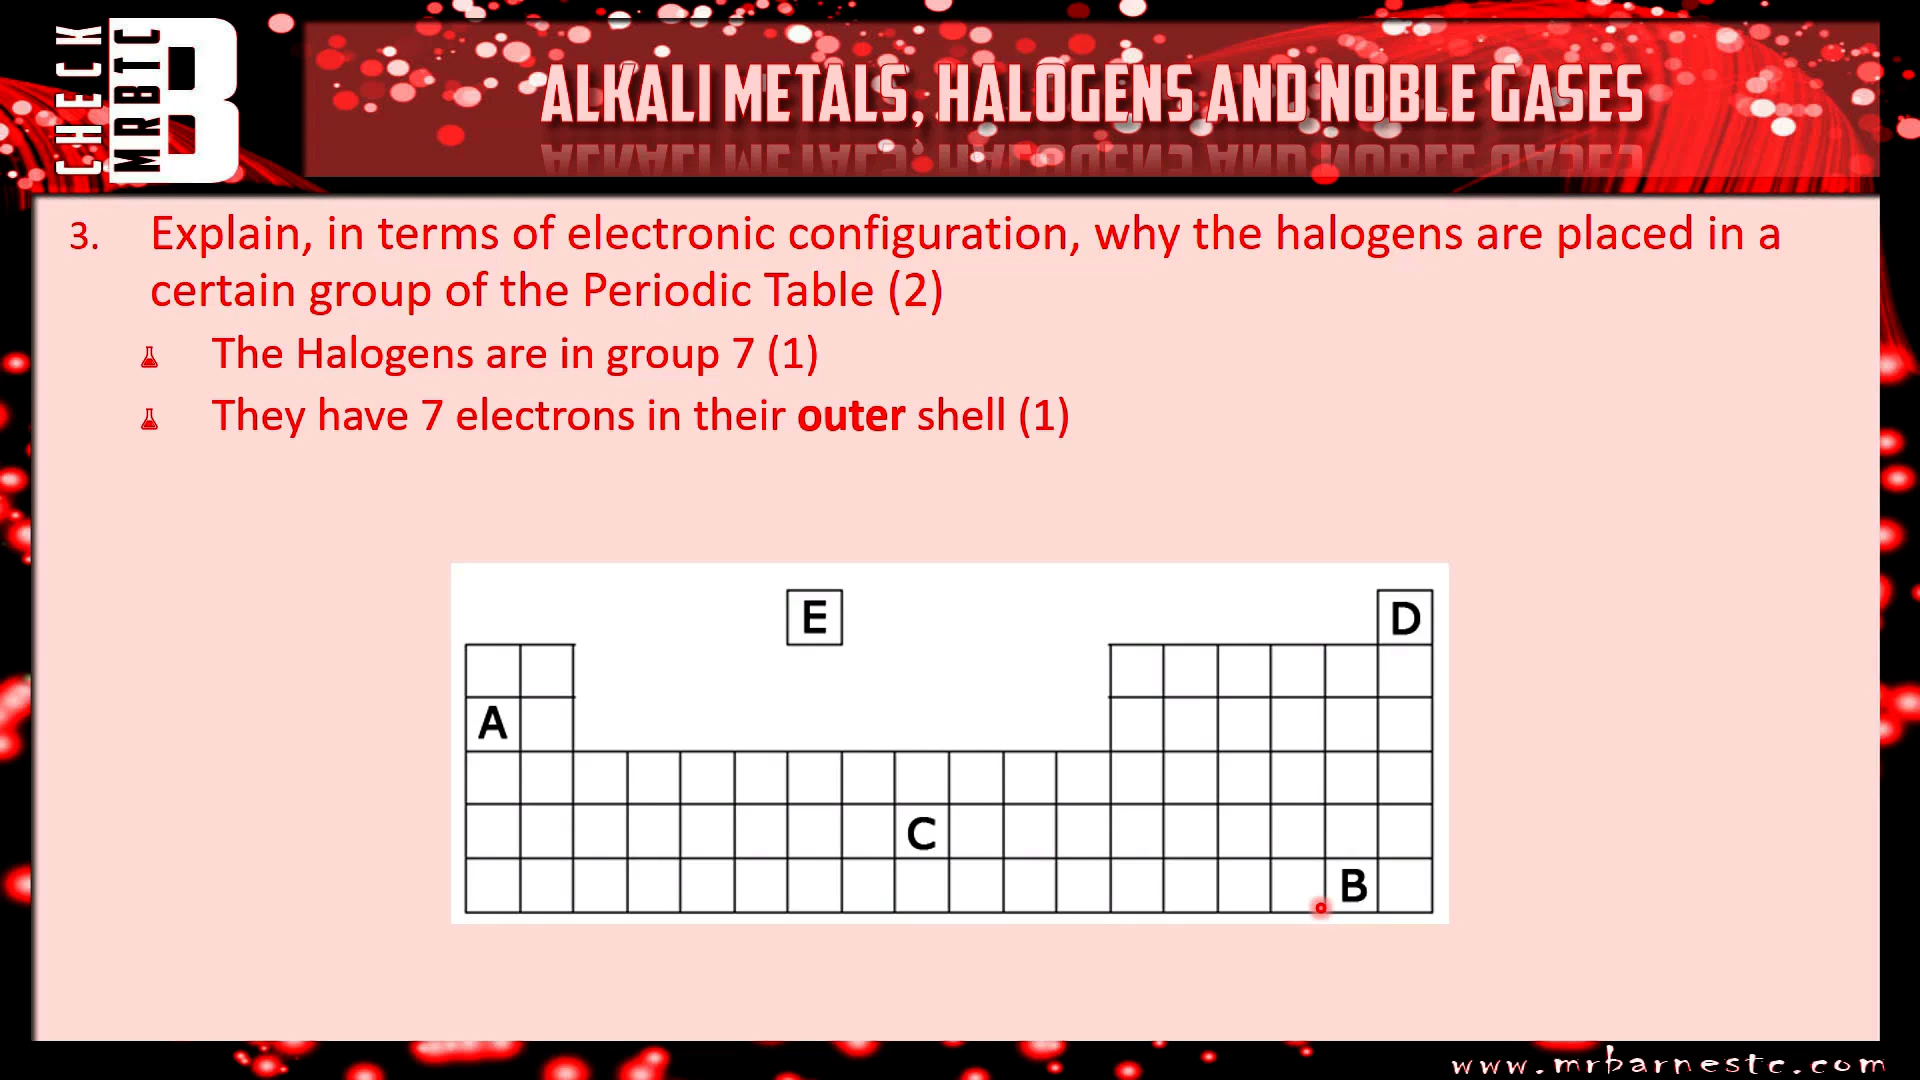 CHECK
MRBTC
B
ALKALI METALS, HALOGENS AND NOBLE GASES
3. Explain, in terms of electronic configuration, why the halogens are placed in a
certain group of the Periodic Table (2)
The Halogens are in group 7 (1)
They have 7 electrons in their outer shell (1)
E D
A
C
B
www.mrbarnestc.com